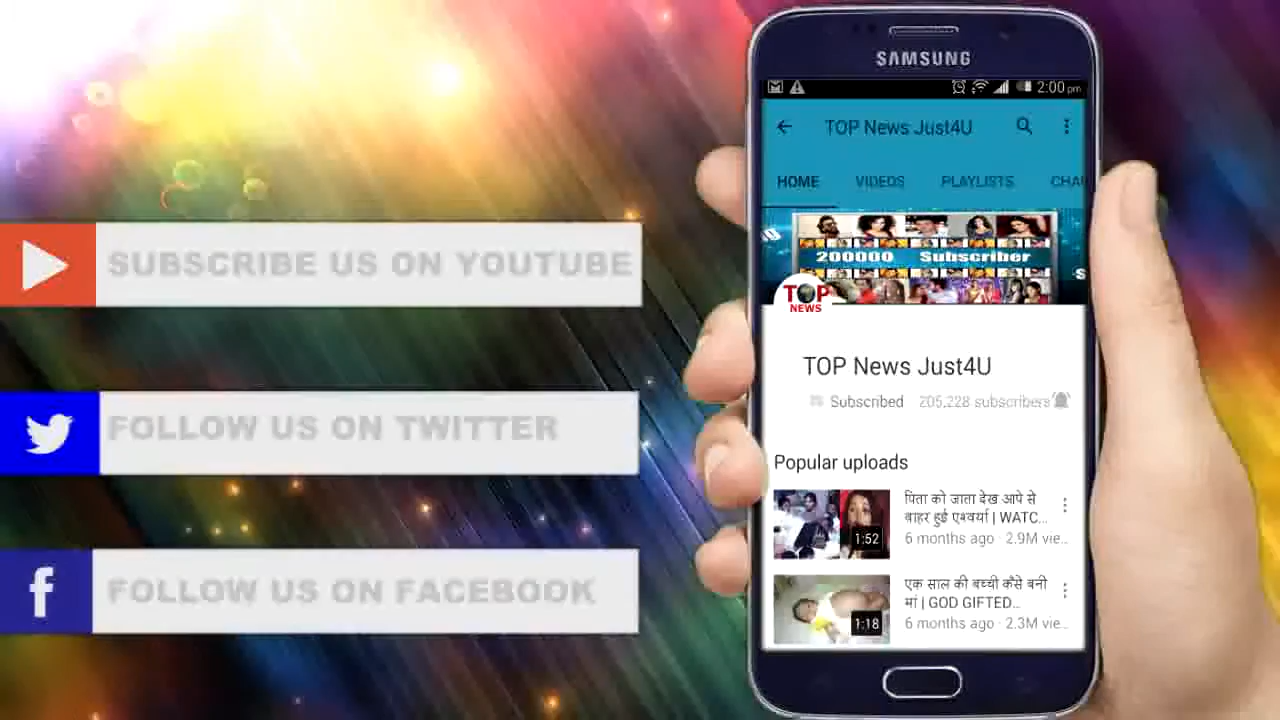 SUBSCRIBE US ON YOUTUBE
FOLLOW US ON TWITTER
FOLLOW US ON FACEBOOK
SAMSUNG
2:00 pm
TOP News Just4U
HOME VIDEOS PLAYLISTS CHA
200000 Subscriber
TOP
NEWS
TOP News Just4U
Subscribed 205,228 subscribers
Popular uploads
पिता को जाता देख आपे से
बाहर हुई एश्वर्या | WATC...
6 months ago · 2.9M vie..
1:52
एक साल की बच्ची कैसे बनी
मां | GOD GIFTED..
6 months ago · 2.3M vie..
1:18